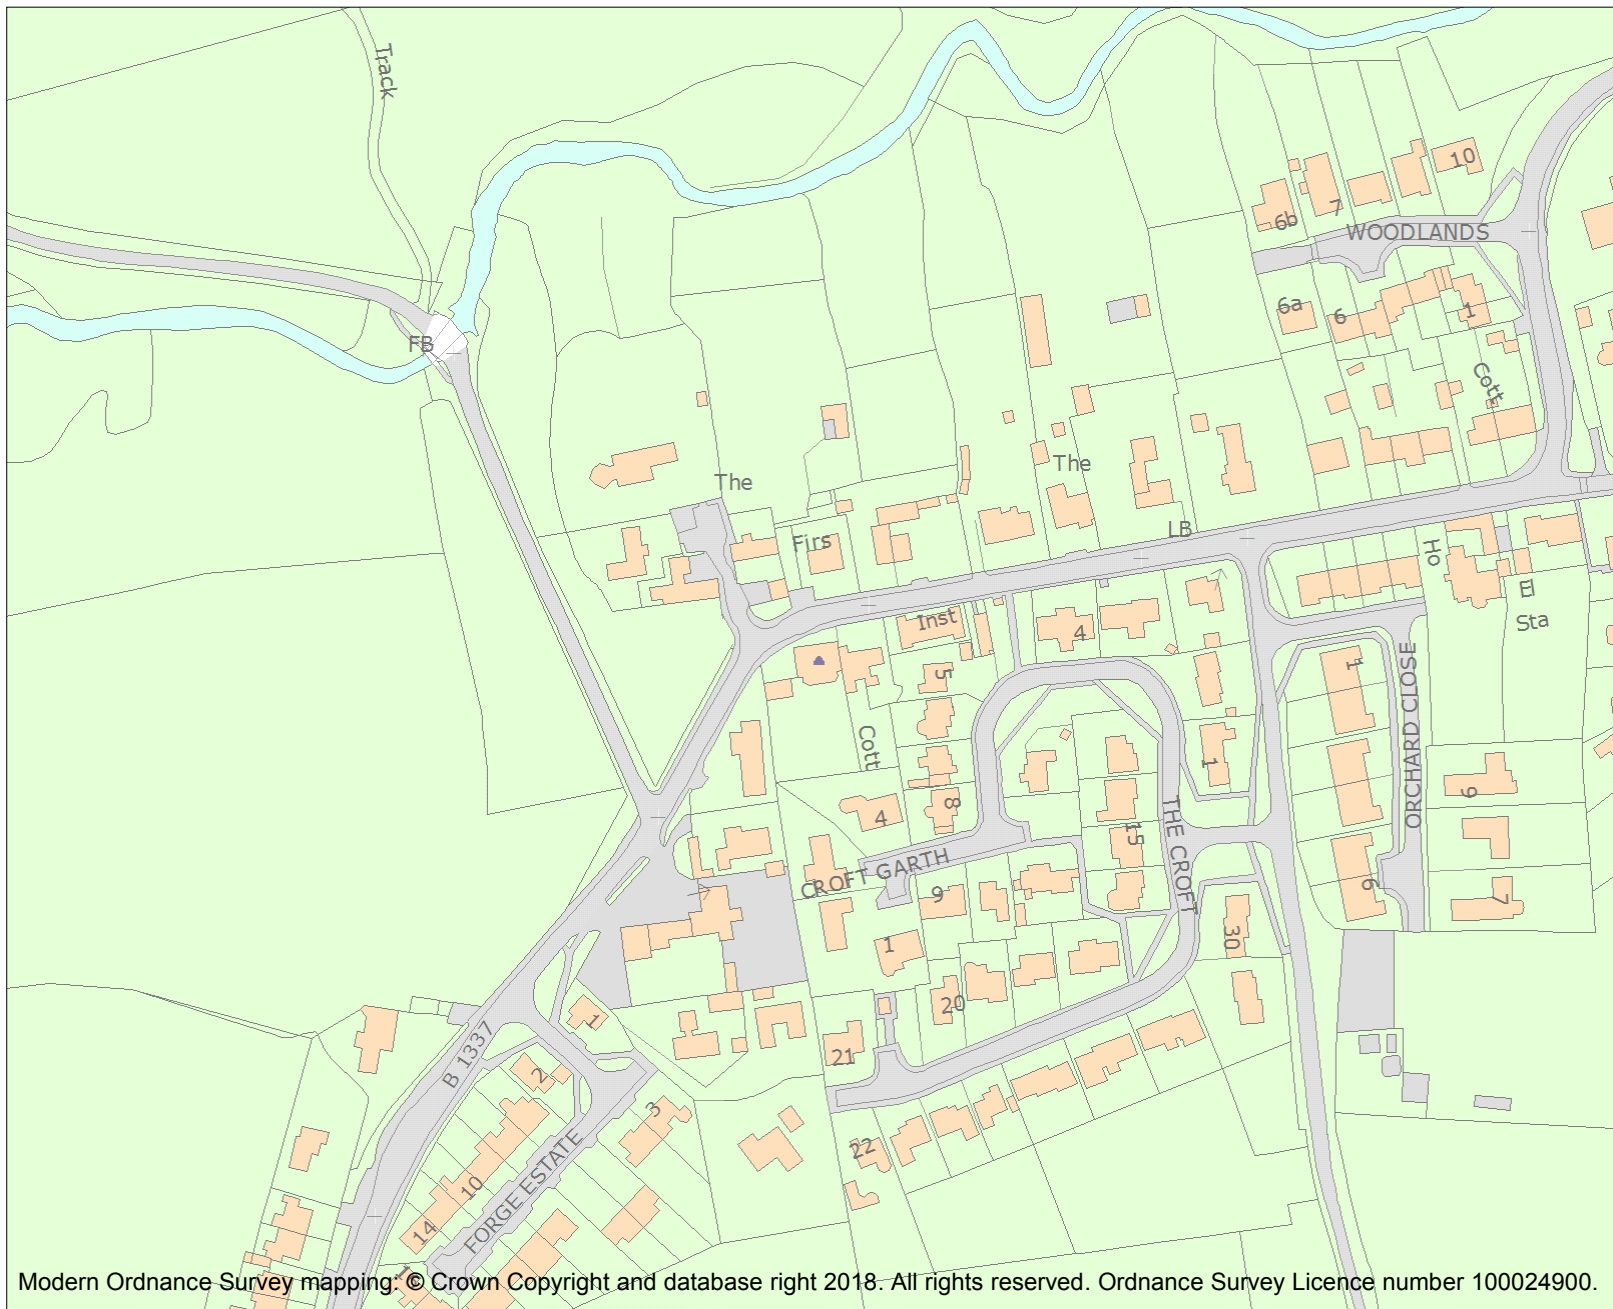 Track
10
6b
7
WOODLANDS
6a
6
1
FB
Cott
The
The
LB
Firs
Ho
El
Sta
Inst
4
5
1
1
ORCHARD CLOSE
Cott
THE CROFT
8
4
15
9
CROFT GARTH
9
6
7
1
30
20
1
21
B 1337
2
3
22
10
FORGE ESTATE
14
1
Modern Ordnance Survey mapping: © Crown Copyright and database right 2018. All rights reserved. Ordnance Survey Licence number 100024900.